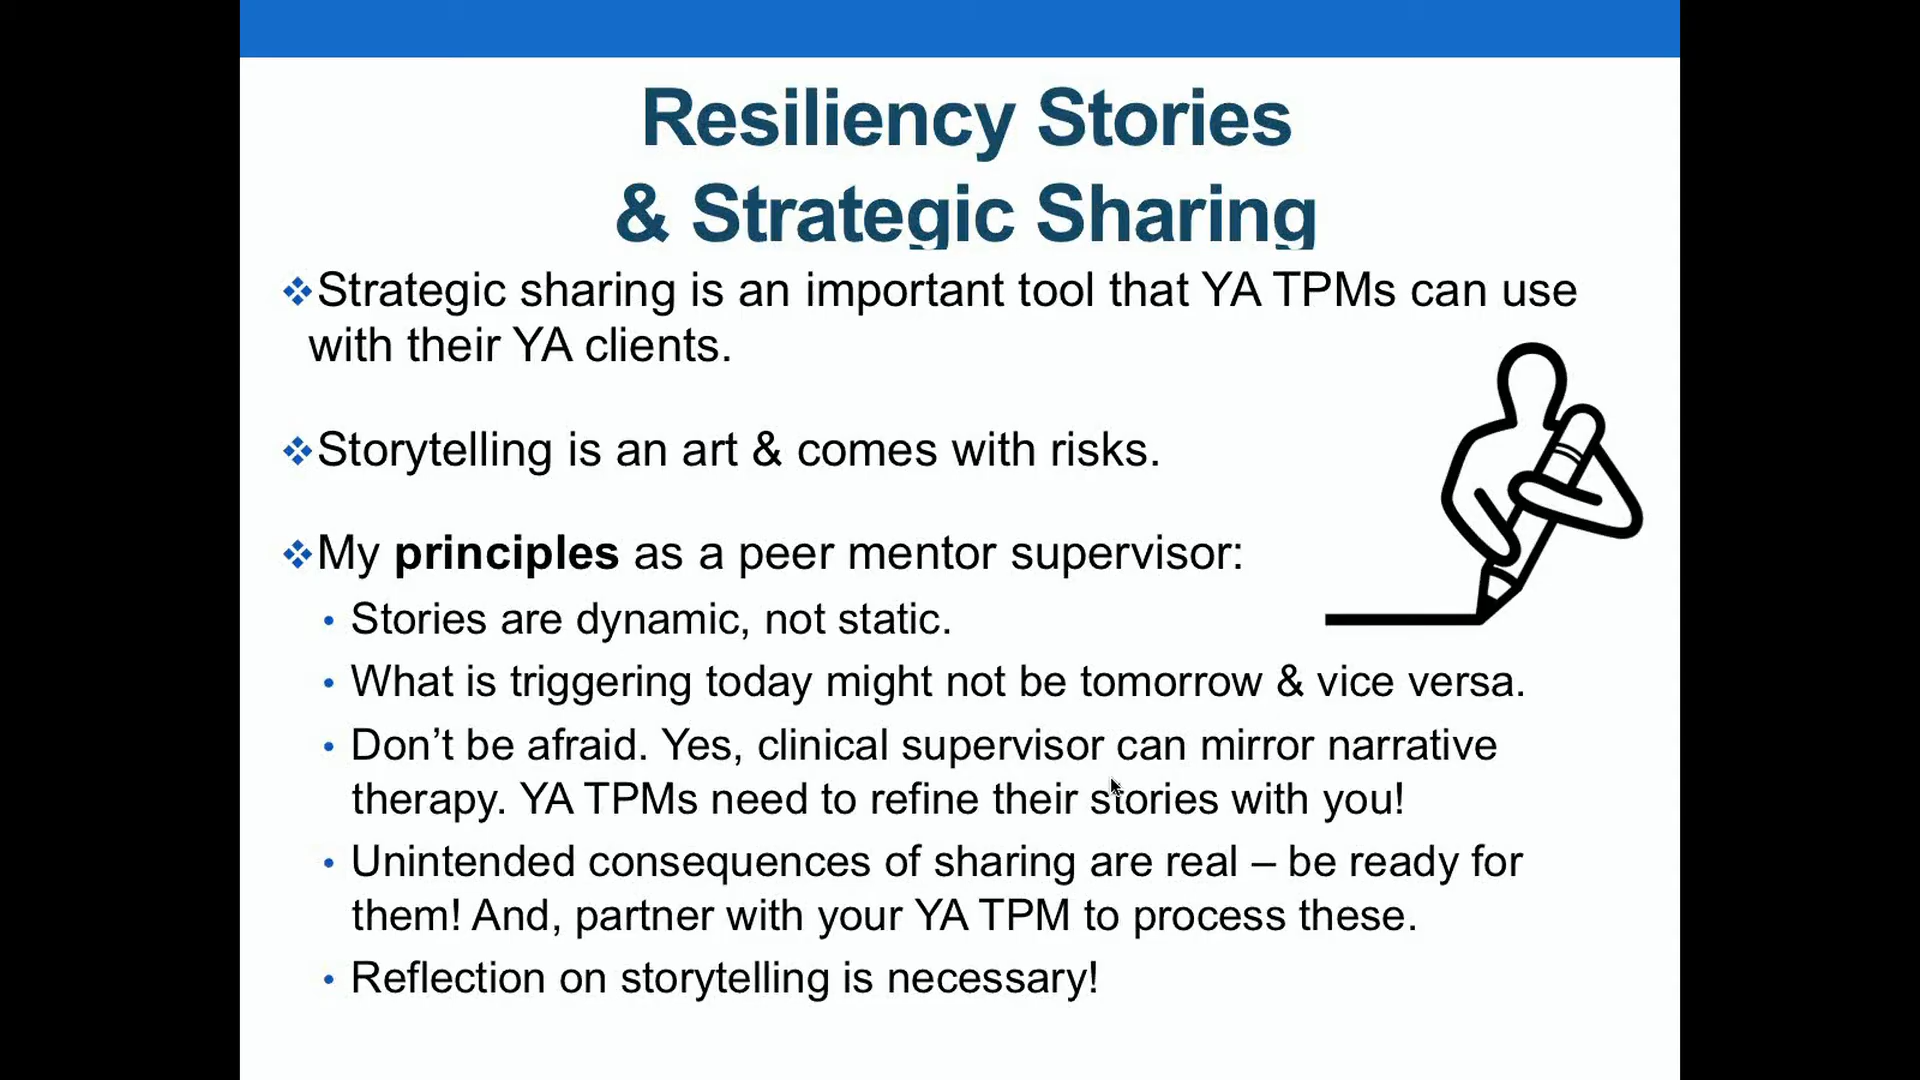 Resiliency Stories
& Strategic Sharing
❖Strategic sharing is an important tool that YA TPMs can use
with their YA clients.
❖Storytelling is an art & comes with risks.
❖My principles as a peer mentor supervisor:
• Stories are dynamic, not static.
• What is triggering today might not be tomorrow & vice versa.
• Don’t be afraid. Yes, clinical supervisor can mirror narrative
therapy. YA TPMs need to refine their stories with you!
• Unintended consequences of sharing are real – be ready for
them! And, partner with your YA TPM to process these.
• Reflection on storytelling is necessary!